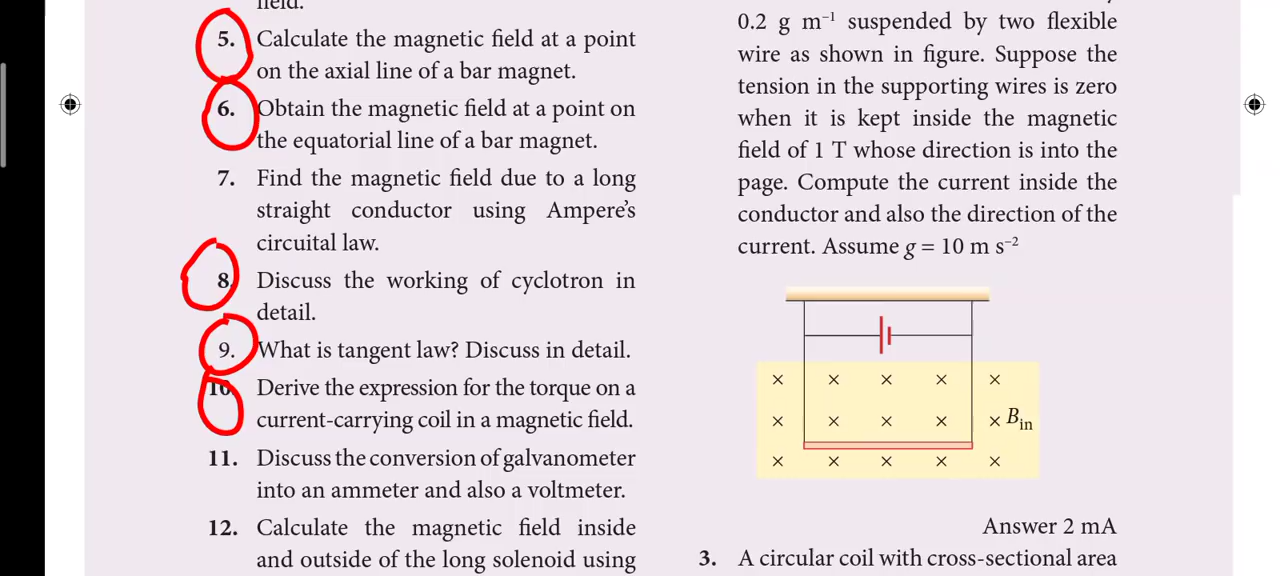 field.
5. Calculate the magnetic field at a point
on the axial line of a bar magnet.
6. Obtain the magnetic field at a point on
the equatorial line of a bar magnet.
7. Find the magnetic field due to a long
straight conductor using Ampere's
circuital law.
8. Discuss the working of cyclotron in
detail.
9. What is tangent law? Discuss in detail.
10. Derive the expression for the torque on a
current-carrying coil in a magnetic field.
11. Discuss the conversion of galvanometer
into an ammeter and also a voltmeter.
12. Calculate the magnetic field inside
and outside of the long solenoid using
0.2 g m⁻¹ suspended by two flexible
wire as shown in figure. Suppose the
tension in the supporting wires is zero
when it is kept inside the magnetic
field of 1 T whose direction is into the
page. Compute the current inside the
conductor and also the direction of the
current. Assume g = 10 m s⁻²
× × × × ×
× × × × × Bin
× × × × ×
Answer 2 mA
3. A circular coil with cross-sectional area